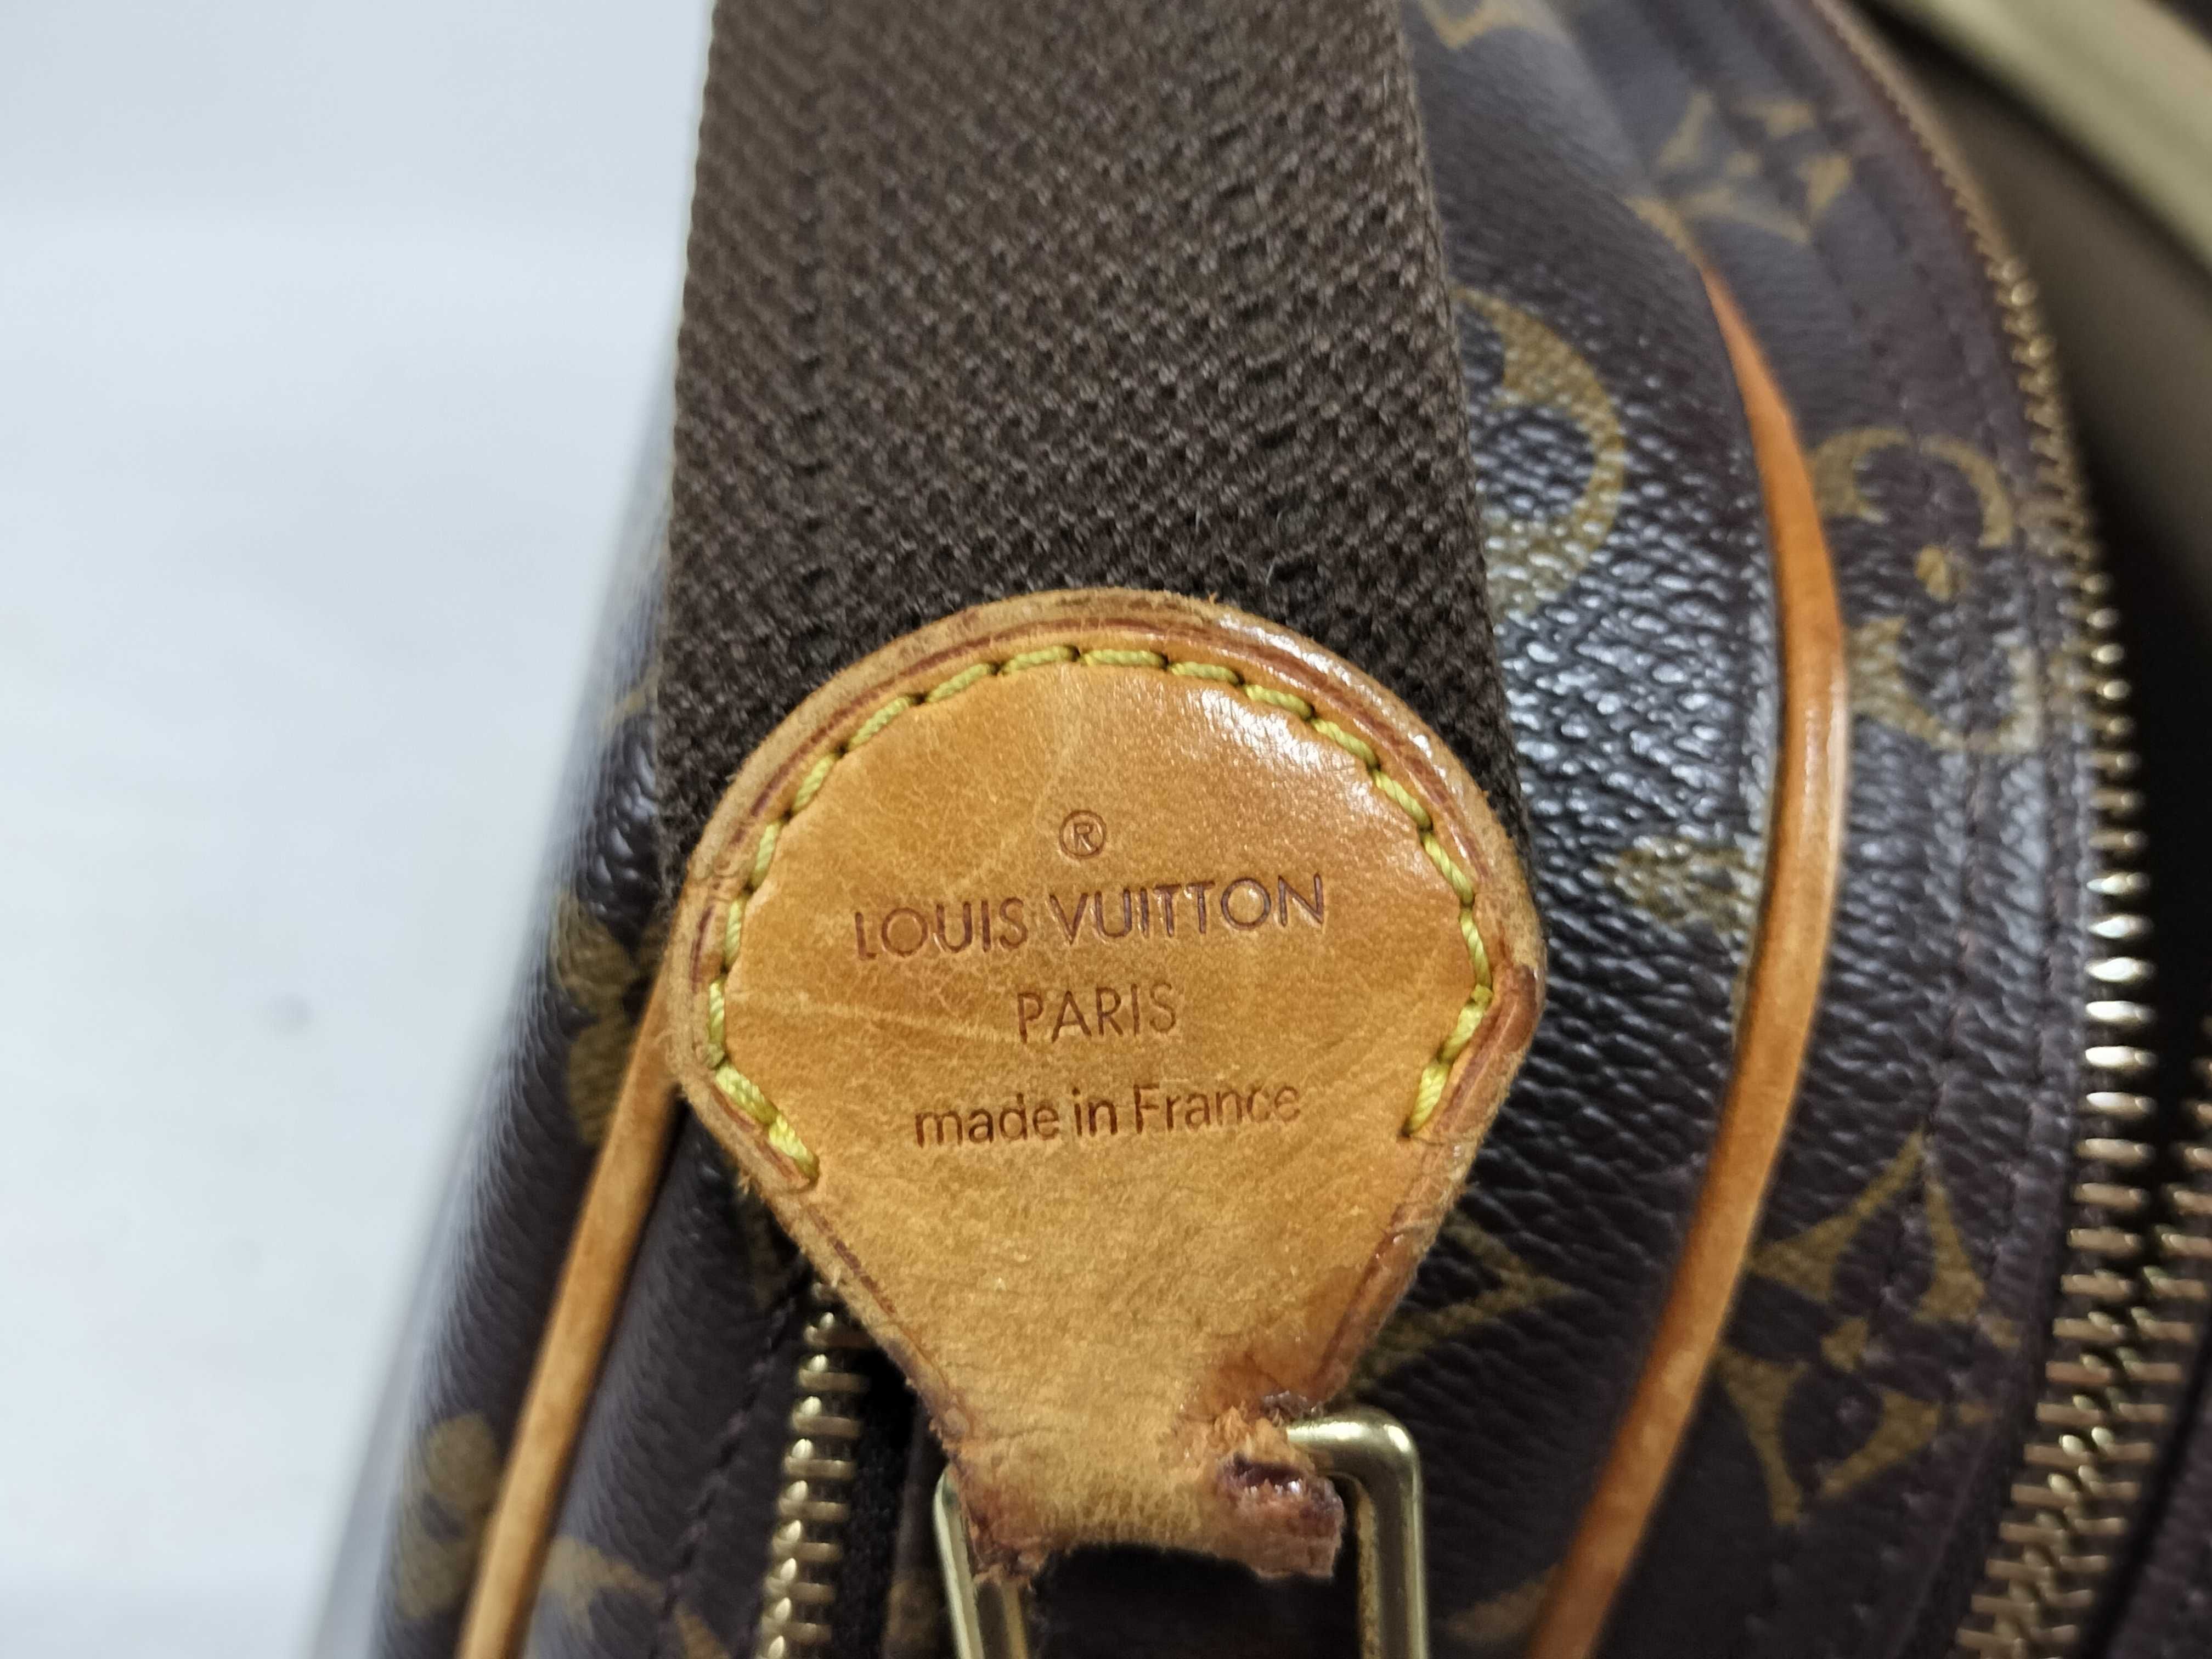 ®
LOUIS VUITTON
PARIS
made in France